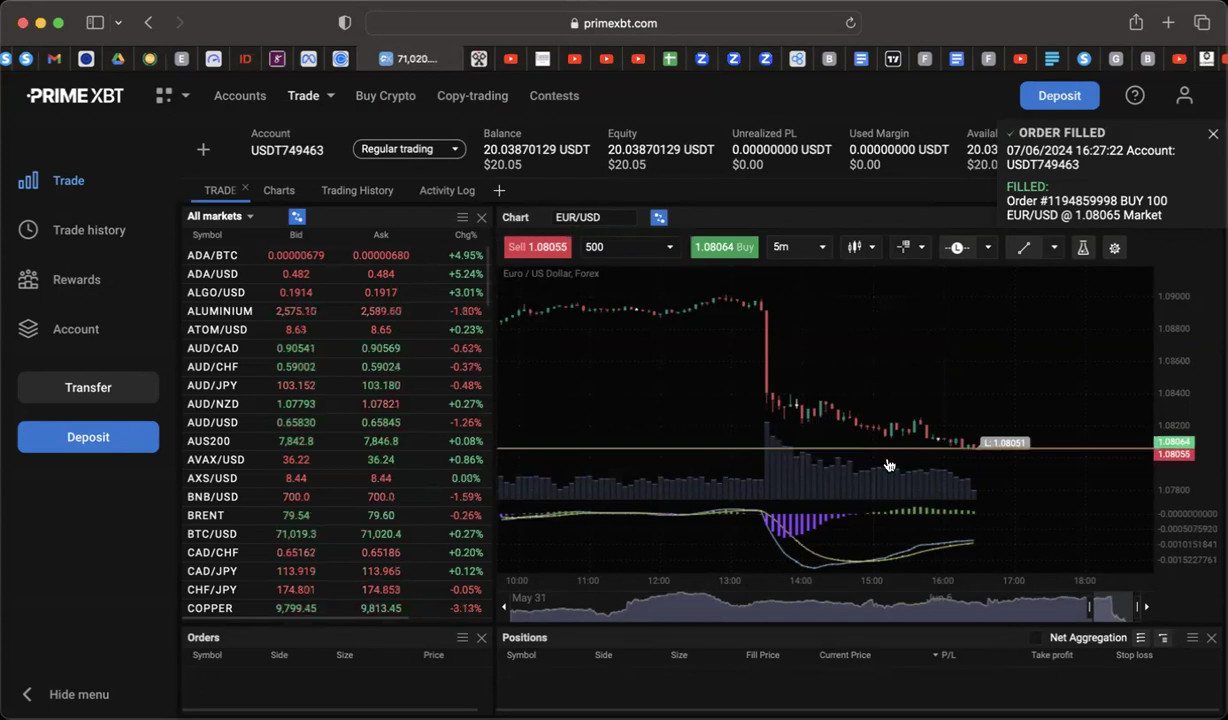 primexbt.com
71,020....
PRIME XBT
Accounts
Trade
Buy Crypto
Copy-trading
Contests
Deposit
Account
USDT749463
Regular trading
Balance
20.03870129 USDT
$20.05
Equity
20.03870129 USDT
$20.05
Unrealized PL
0.00000000 USDT
$0.00
Used Margin
0.00000000 USDT
$0.00
Availa
20.03
$20.0
ORDER FILLED
07/06/2024 16:27:22 Account:
USDT749463
FILLED:
Order #1194859998 BUY 100
EUR/USD @ 1.08065 Market
Trade
Trade history
Rewards
Account
Transfer
Deposit
Hide menu
TRADE
Charts
Trading History
Activity Log
All markets
Symbol Bid Ask Chg%
ADA/BTC 0.00000679 0.00000680 +4.95%
ADA/USD 0.482 0.484 +5.24%
ALGO/USD 0.1914 0.1917 +3.01%
ALUMINIUM 2,575.10 2,589.60 -1.80%
ATOM/USD 8.63 8.65 +0.23%
AUD/CAD 0.90541 0.90569 -0.62%
AUD/CHF 0.59002 0.59024 -0.37%
AUD/JPY 103.152 103.180 -0.48%
AUD/NZD 1.07793 1.07821 +0.27%
AUD/USD 0.65830 0.65845 -1.26%
AUS200 7,842.8 7,846.8 +0.08%
AVAX/USD 36.22 36.24 +0.86%
AXS/USD 8.44 8.44 0.00%
BNB/USD 700.0 700.0 -1.59%
BRENT 79.54 79.60 -0.26%
BTC/USD 71,019.3 71,020.4 +0.27%
CAD/CHF 0.65162 0.65186 +0.20%
CAD/JPY 113.919 113.965 +0.12%
CHF/JPY 174.801 174.853 -0.05%
COPPER 9,799.45 9,813.45 -3.13%
Chart
EUR/USD
Sell 1.08055
500
1.08064 Buy
5m
Euro / US Dollar, Forex
1.09000
1.08800
1.08600
1.08400
1.08200
L: 1.08051
1.08064
1.08055
1.07800
-0.0000000000
-0.0005075920
-0.0010151841
-0.0015227761
10:00 11:00 12:00 13:00 14:00 15:00 16:00 17:00 18:00
May 31
Orders
Symbol Side Size Price
Positions
Net Aggregation
Symbol Side Size Fill Price Current Price P/L Take profit Stop loss